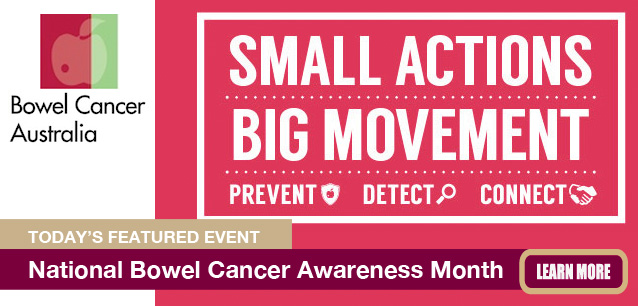 Bowel Cancer
Australia
SMALL ACTIONS
BIG MOVEMENT
PREVENT DETECT CONNECT
TODAY'S FEATURED EVENT
National Bowel Cancer Awareness Month
LEARN MORE